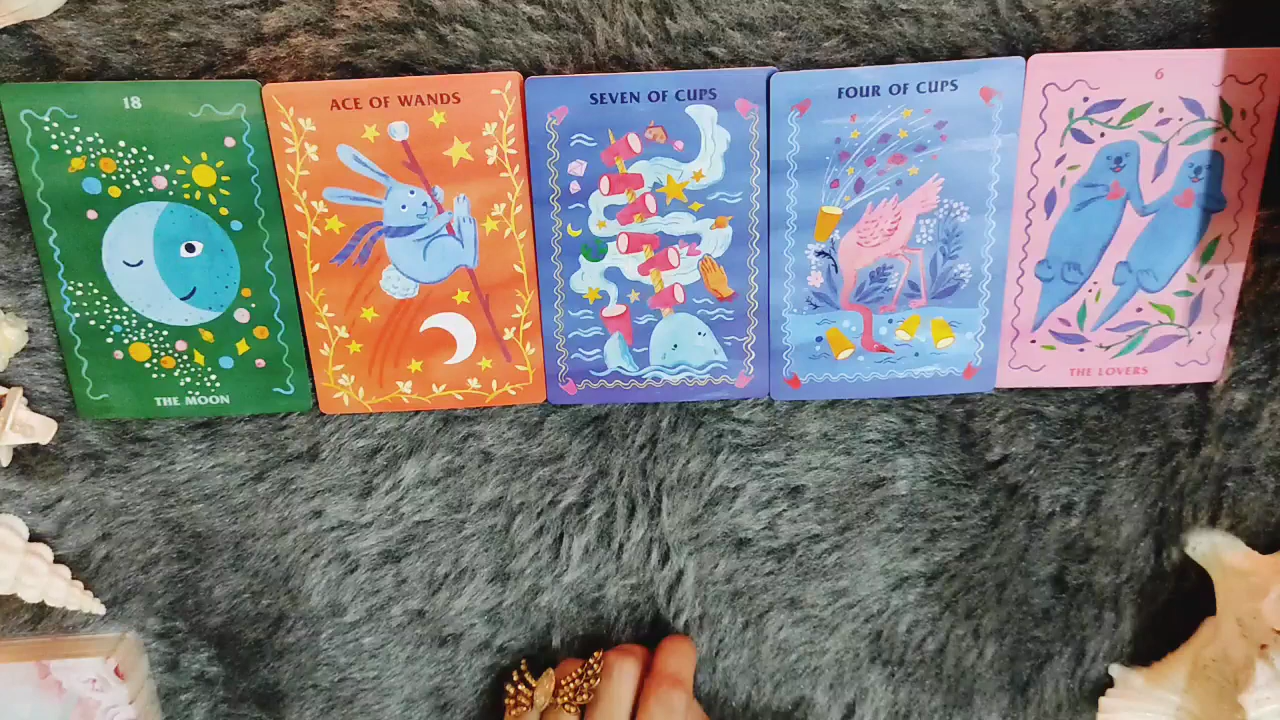 18
THE MOON
ACE OF WANDS
SEVEN OF CUPS
FOUR OF CUPS
6
THE LOVERS